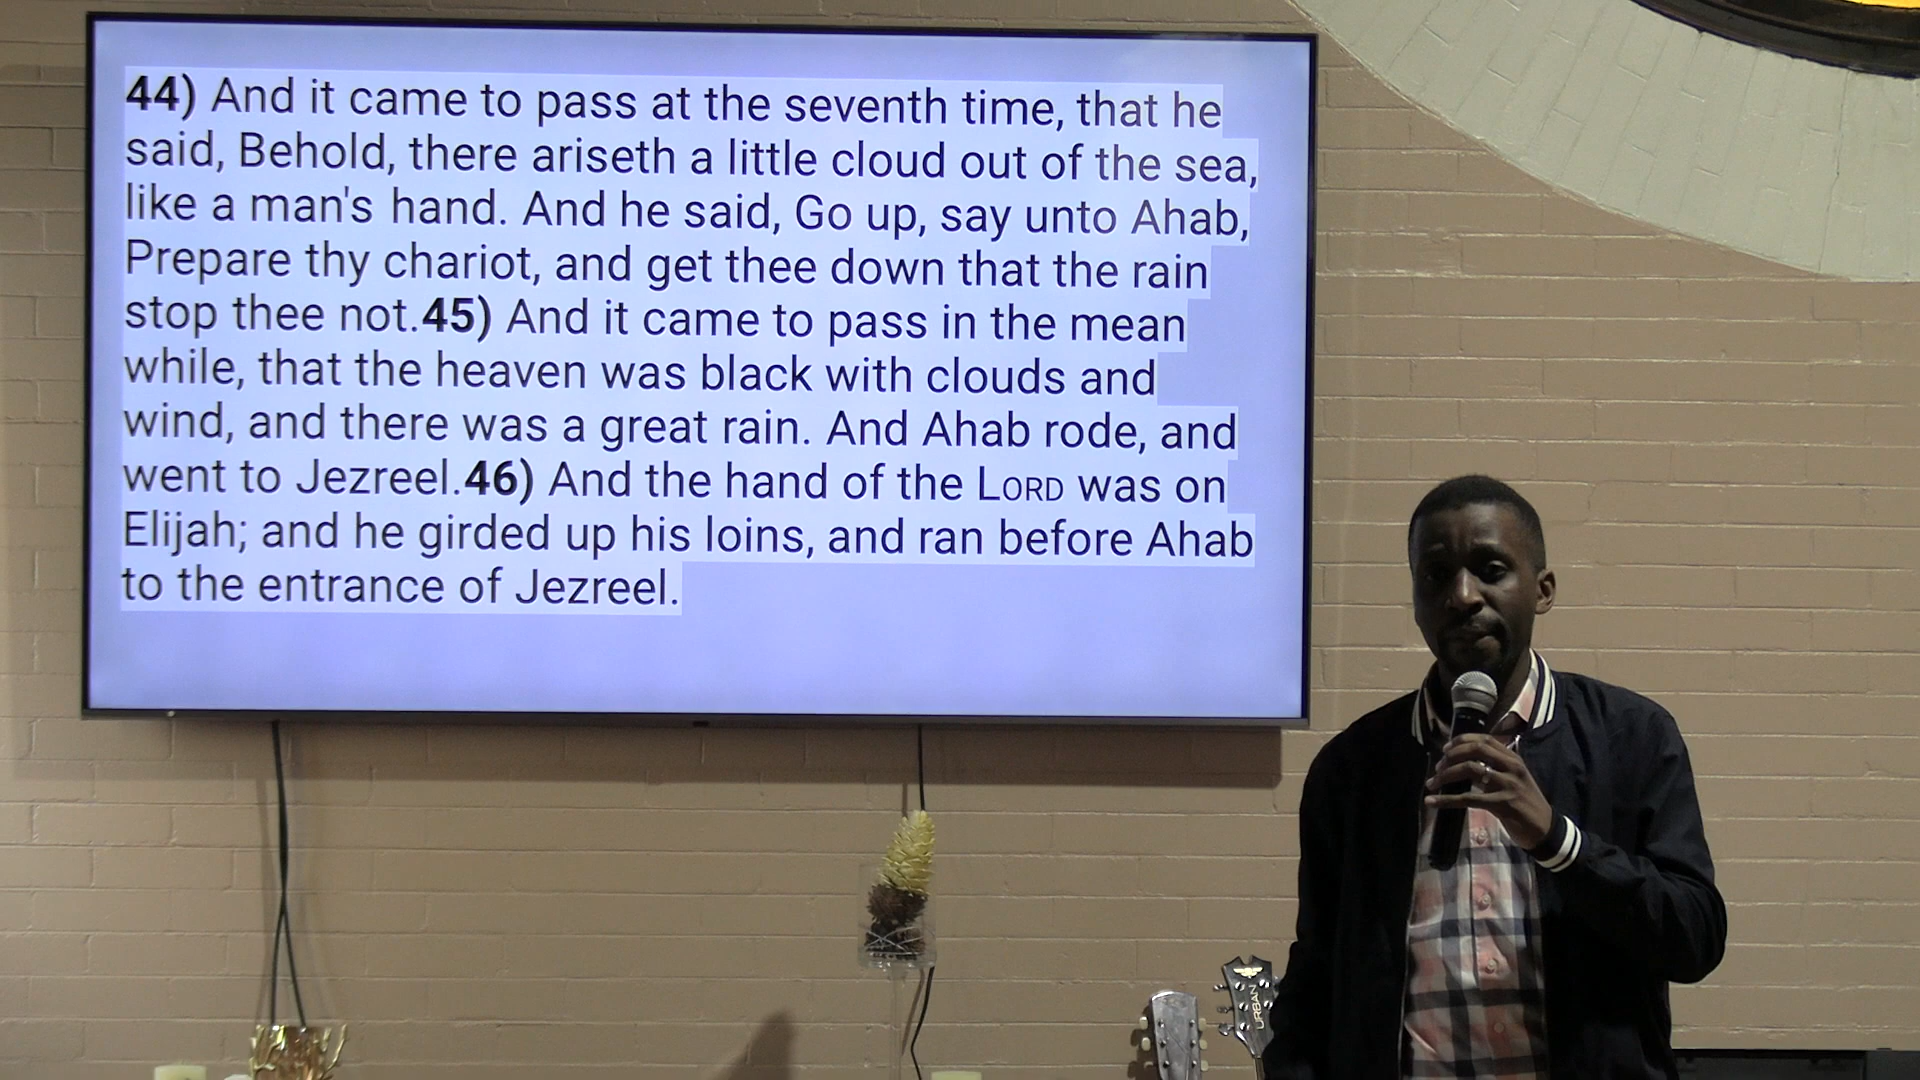 44) And it came to pass at the seventh time, that he
said, Behold, there ariseth a little cloud out of the sea,
like a man's hand. And he said, Go up, say unto Ahab,
Prepare thy chariot, and get thee down that the rain
stop thee not.45) And it came to pass in the mean
while, that the heaven was black with clouds and
wind, and there was a great rain. And Ahab rode, and
went to Jezreel.46) And the hand of the LORD was on
Elijah; and he girded up his loins, and ran before Ahab
to the entrance of Jezreel.
URBAN